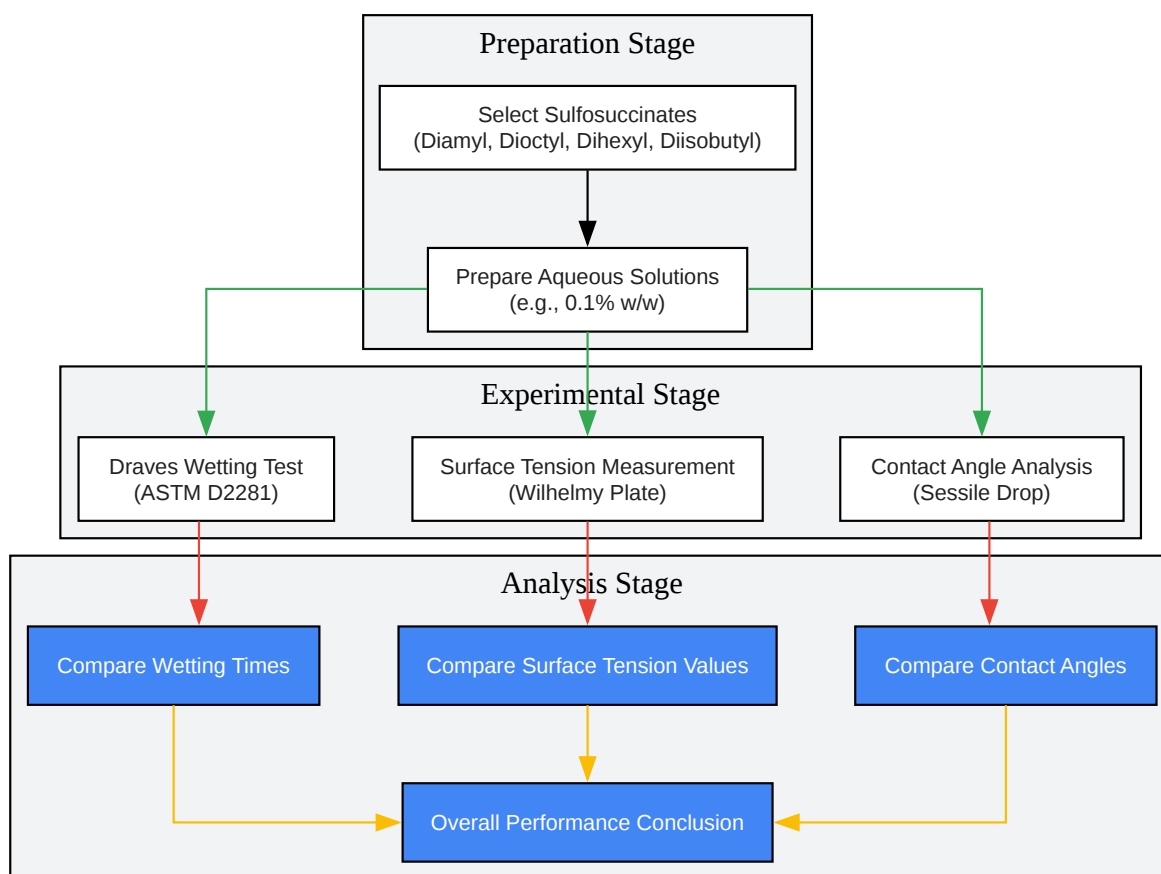 Preparation Stage
Select Sulfosuccinates
(Diamyl, Dioctyl, Dihexyl, Diisobutyl)
Prepare Aqueous Solutions
(e.g., 0.1% w/w)
Experimental Stage
Draves Wetting Test
(ASTM D2281)
Surface Tension Measurement
(Wilhelmy Plate)
Contact Angle Analysis
(Sessile Drop)
Analysis Stage
Compare Wetting Times
Compare Surface Tension Values
Compare Contact Angles
Overall Performance Conclusion